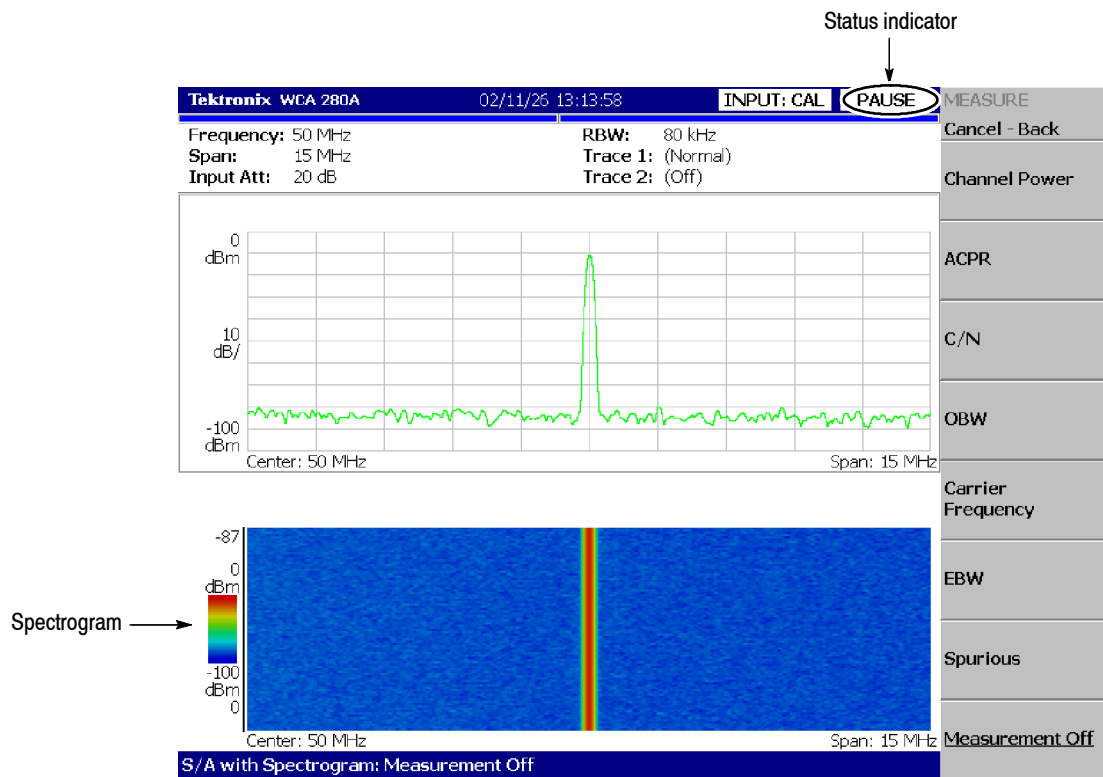 Status indicator
Tektronix WCA 280A 02/11/26 13:13:58 INPUT: CAL PAUSE MEASURE
Cancel - Back
Frequency: 50 MHz RBW: 80 kHz
Span: 15 MHz Trace 1: (Normal)
Input Att: 20 dB Trace 2: (Off)
Channel Power
0
dBm
ACPR
10
dB/
C/N
-100
dBm
OBW
Center: 50 MHz Span: 15 MHz
Carrier
Frequency
-87
0
dBm
EBW
Spectrogram
Spurious
-100
dBm
0
Center: 50 MHz Span: 15 MHz
Measurement Off
S/A with Spectrogram: Measurement Off